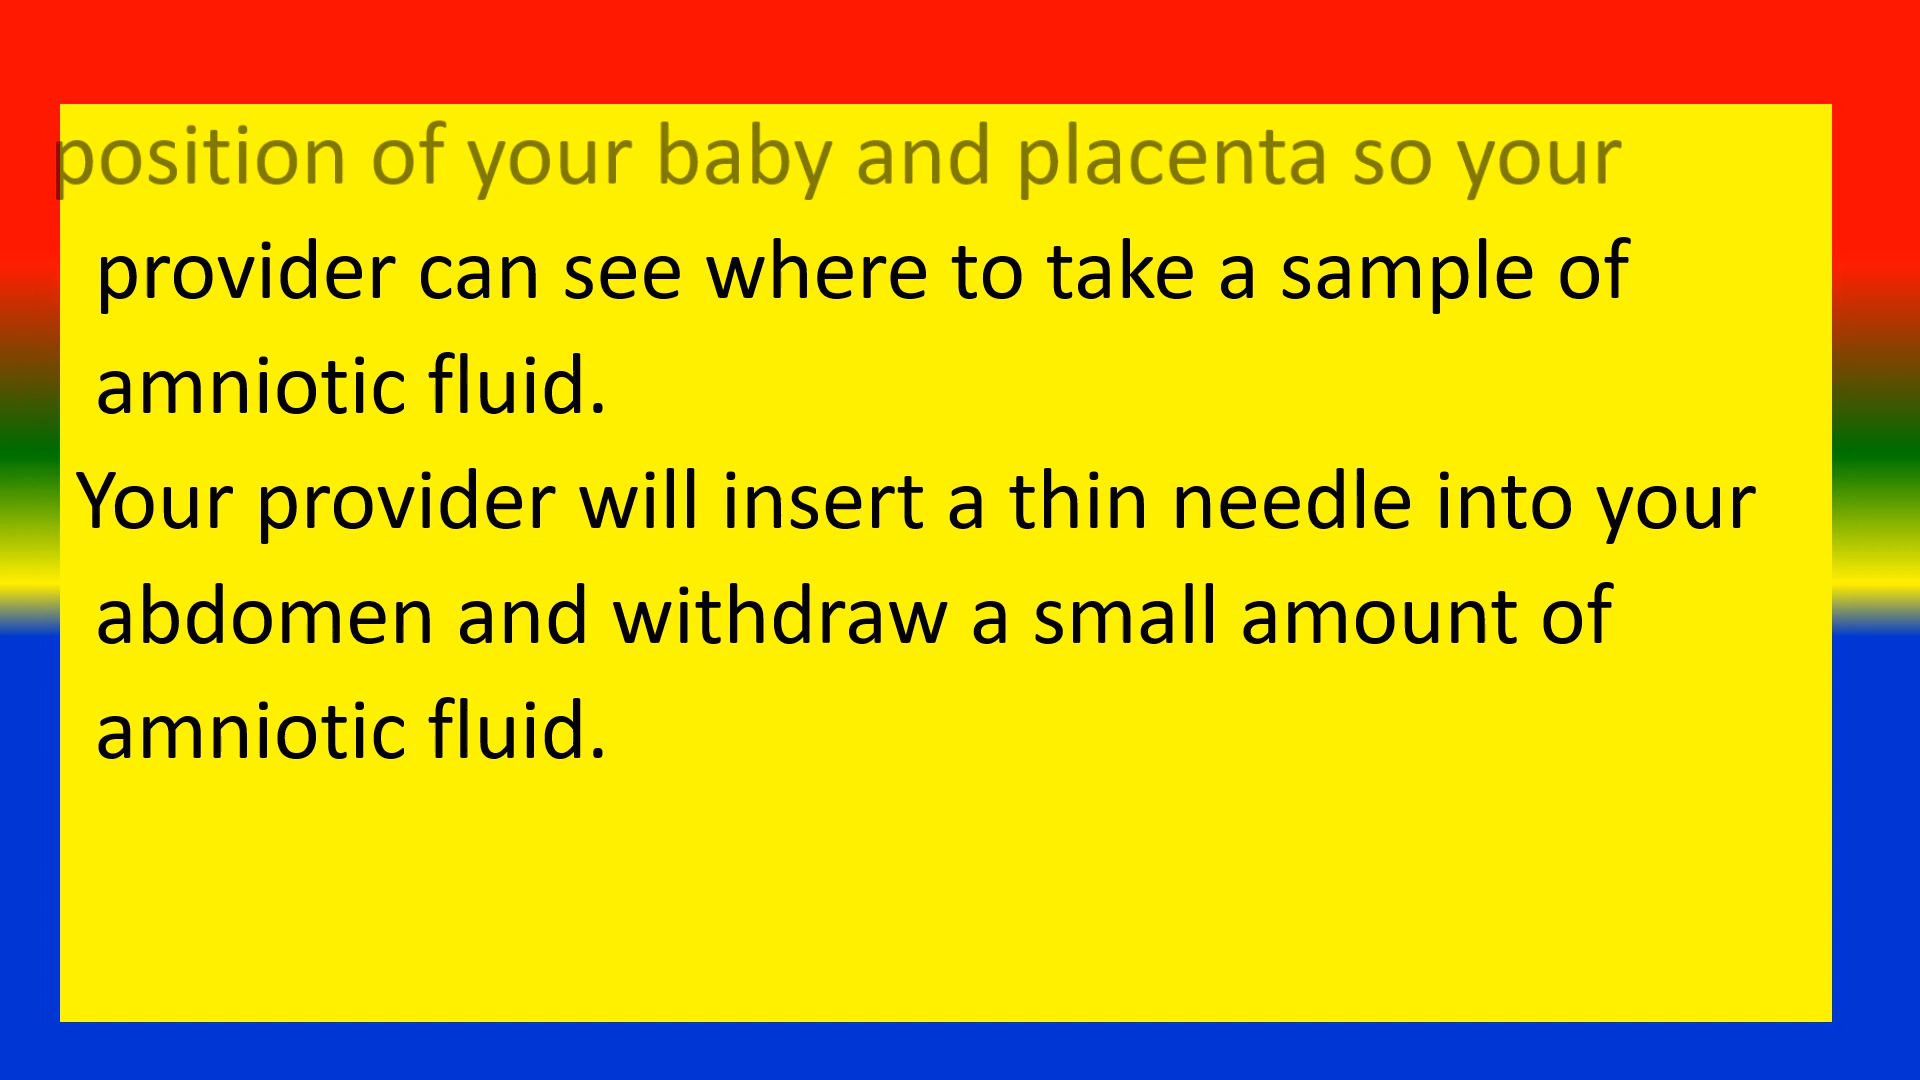 position of your baby and placenta so your
provider can see where to take a sample of
amniotic fluid.
Your provider will insert a thin needle into your
abdomen and withdraw a small amount of
amniotic fluid.